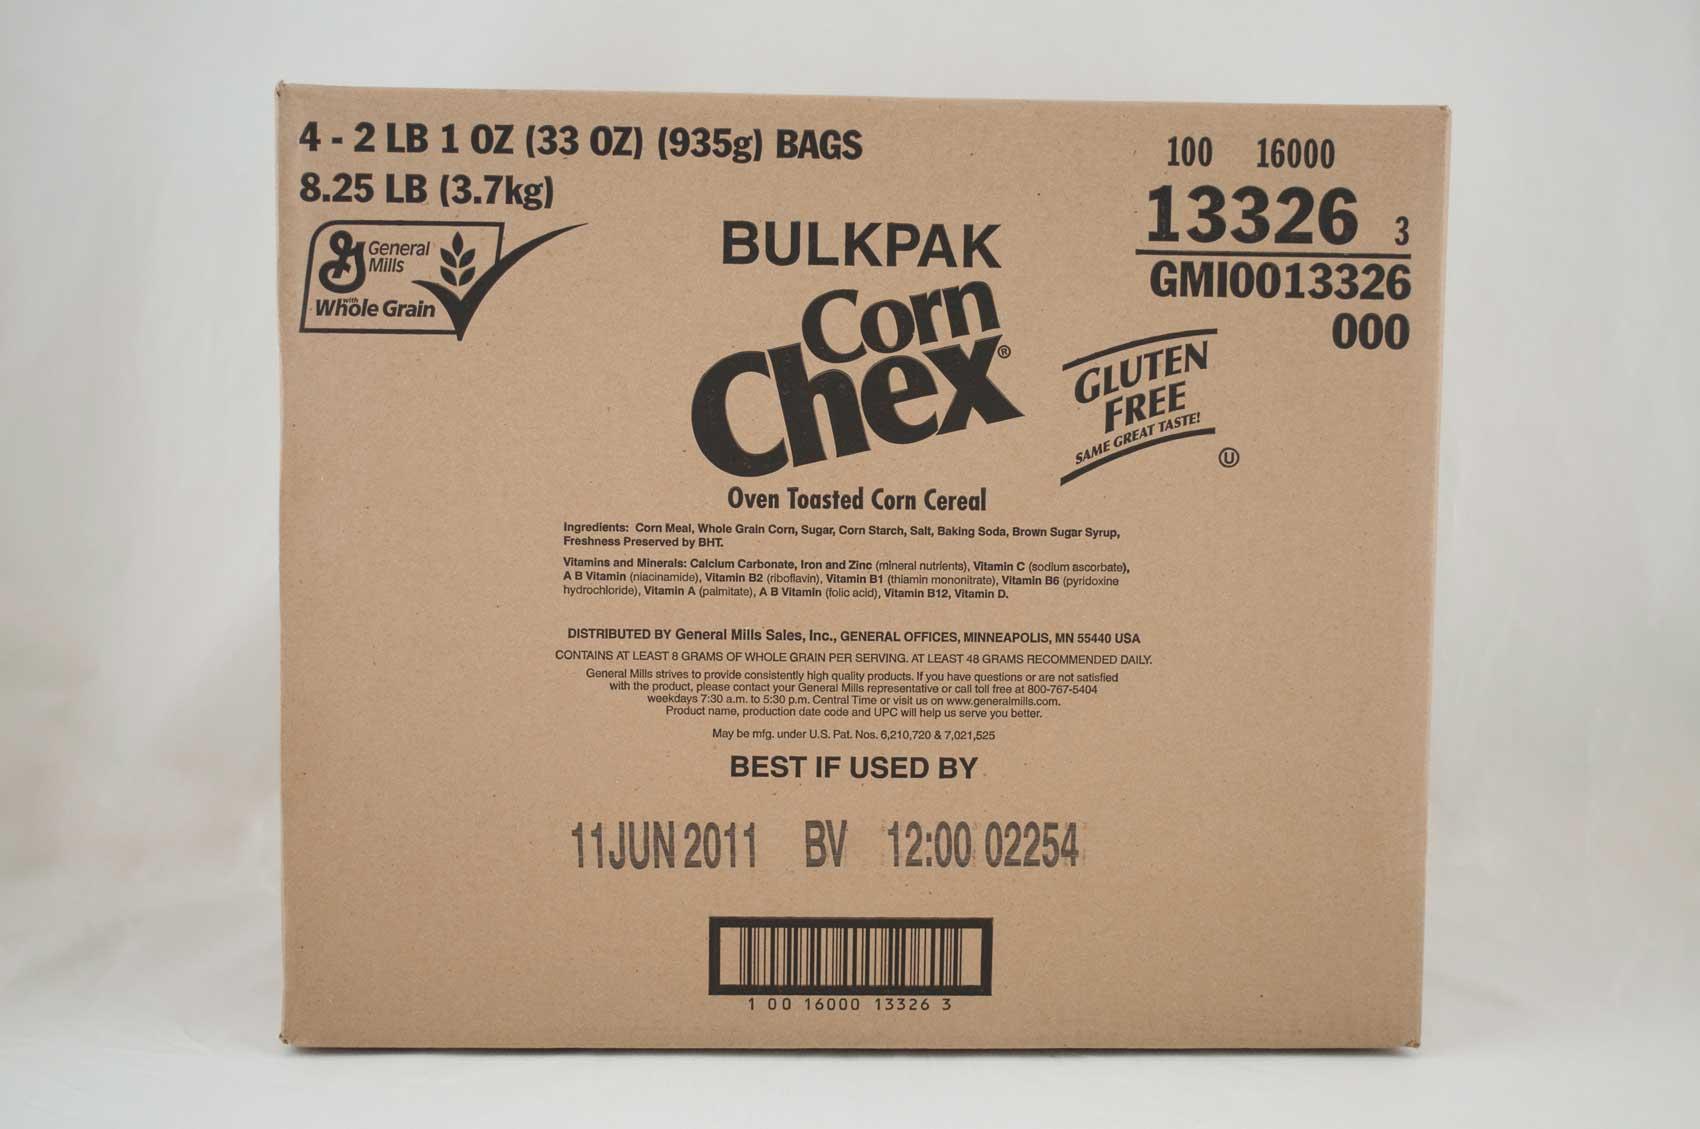 4 - 2 LB 1 OZ (33 OZ) (935g) BAGS
8.25 LB (3.7kg)
General
Mills
with
Whole Grain
100 16000
13326 3
GMI0013326
000
BULKPAK
Corn
Chex®
GLUTEN
FREE
SAME GREAT TASTE!
U
Oven Toasted Corn Cereal
Ingredients: Corn Meal, Whole Grain Corn, Sugar, Corn Starch, Salt, Baking Soda, Brown Sugar Syrup,
Freshness Preserved by BHT.
Vitamins and Minerals: Calcium Carbonate, Iron and Zinc (mineral nutrients), Vitamin C (sodium ascorbate),
A B Vitamin (niacinamide), Vitamin B2 (riboflavin), Vitamin B1 (thiamin mononitrate), Vitamin B6 (pyridoxine
hydrochloride), Vitamin A (palmitate), A B Vitamin (folic acid), Vitamin B12, Vitamin D.
DISTRIBUTED BY General Mills Sales, Inc., GENERAL OFFICES, MINNEAPOLIS, MN 55440 USA
CONTAINS AT LEAST 8 GRAMS OF WHOLE GRAIN PER SERVING. AT LEAST 48 GRAMS RECOMMENDED DAILY.
General Mills strives to provide consistently high quality products. If you have questions or are not satisfied
with the product, please contact your General Mills representative or call toll free at 800-767-5404
weekdays 7:30 a.m. to 5:30 p.m. Central Time or visit us on www.generalmills.com.
Product name, production date code and UPC will help us serve you better.
May be mfg. under U.S. Pat. Nos. 6,210,720 & 7,021,525
BEST IF USED BY
11JUN2011 BV 12:00 02254
1 00 16000 13326 3